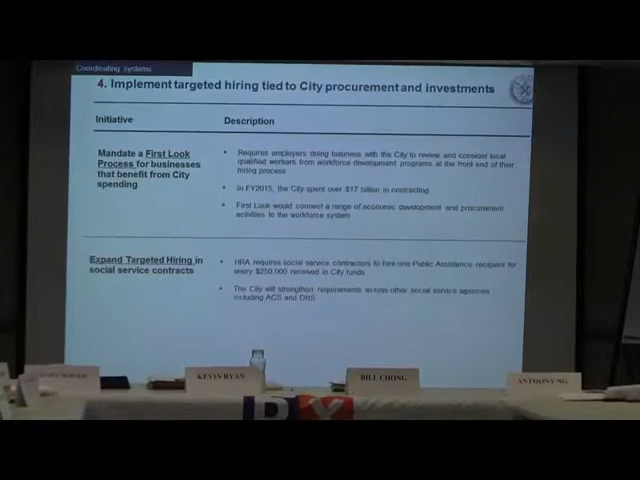 Coordinating Systems
4. Implement targeted hiring tied to City procurement and investments
Initiative
Description
Mandate a First Look
Process for businesses
that benefit from City
spending
• Requires employers doing business with the City to review and consider local
qualified workers from workforce development programs at the front end of their
hiring process
• In FY2015, the City spent over $17 billion in contracting
• First Look would connect a range of economic development and procurement
activities to the workforce system
Expand Targeted Hiring in
social service contracts
• HRA requires social service contractors to hire one Public Assistance recipient for
every $250,000 received in City funds
• The City will strengthen requirements across other social service agencies
including ACS and DHS
KEVIN RYAN
BILL CHONG
ANTHONY NG
DY